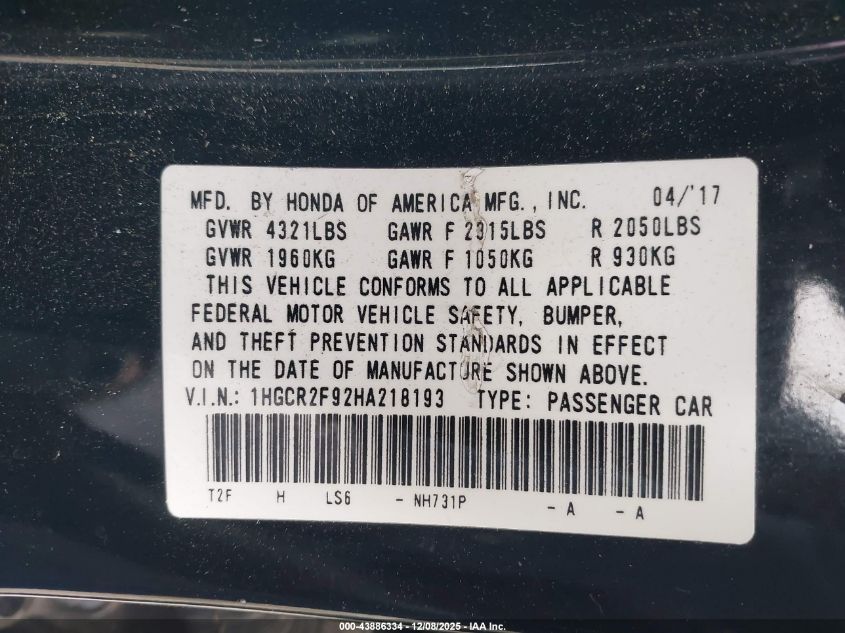 MFD. BY HONDA OF AMERICA MFG., INC. 04/'17
GVWR 4321LBS GAWR F 2315LBS R 2050LBS
GVWR 1960KG GAWR F 1050KG R 930KG
THIS VEHICLE CONFORMS TO ALL APPLICABLE
FEDERAL MOTOR VEHICLE SAFETY, BUMPER,
AND THEFT PREVENTION STANDARDS IN EFFECT
ON THE DATE OF MANUFACTURE SHOWN ABOVE.
V.I.N.: 1HGCR2F92HA218193 TYPE: PASSENGER CAR
T2F H LS6 - NH731P - A - A
000-43886334 - 12/08/2025 - IAA Inc.